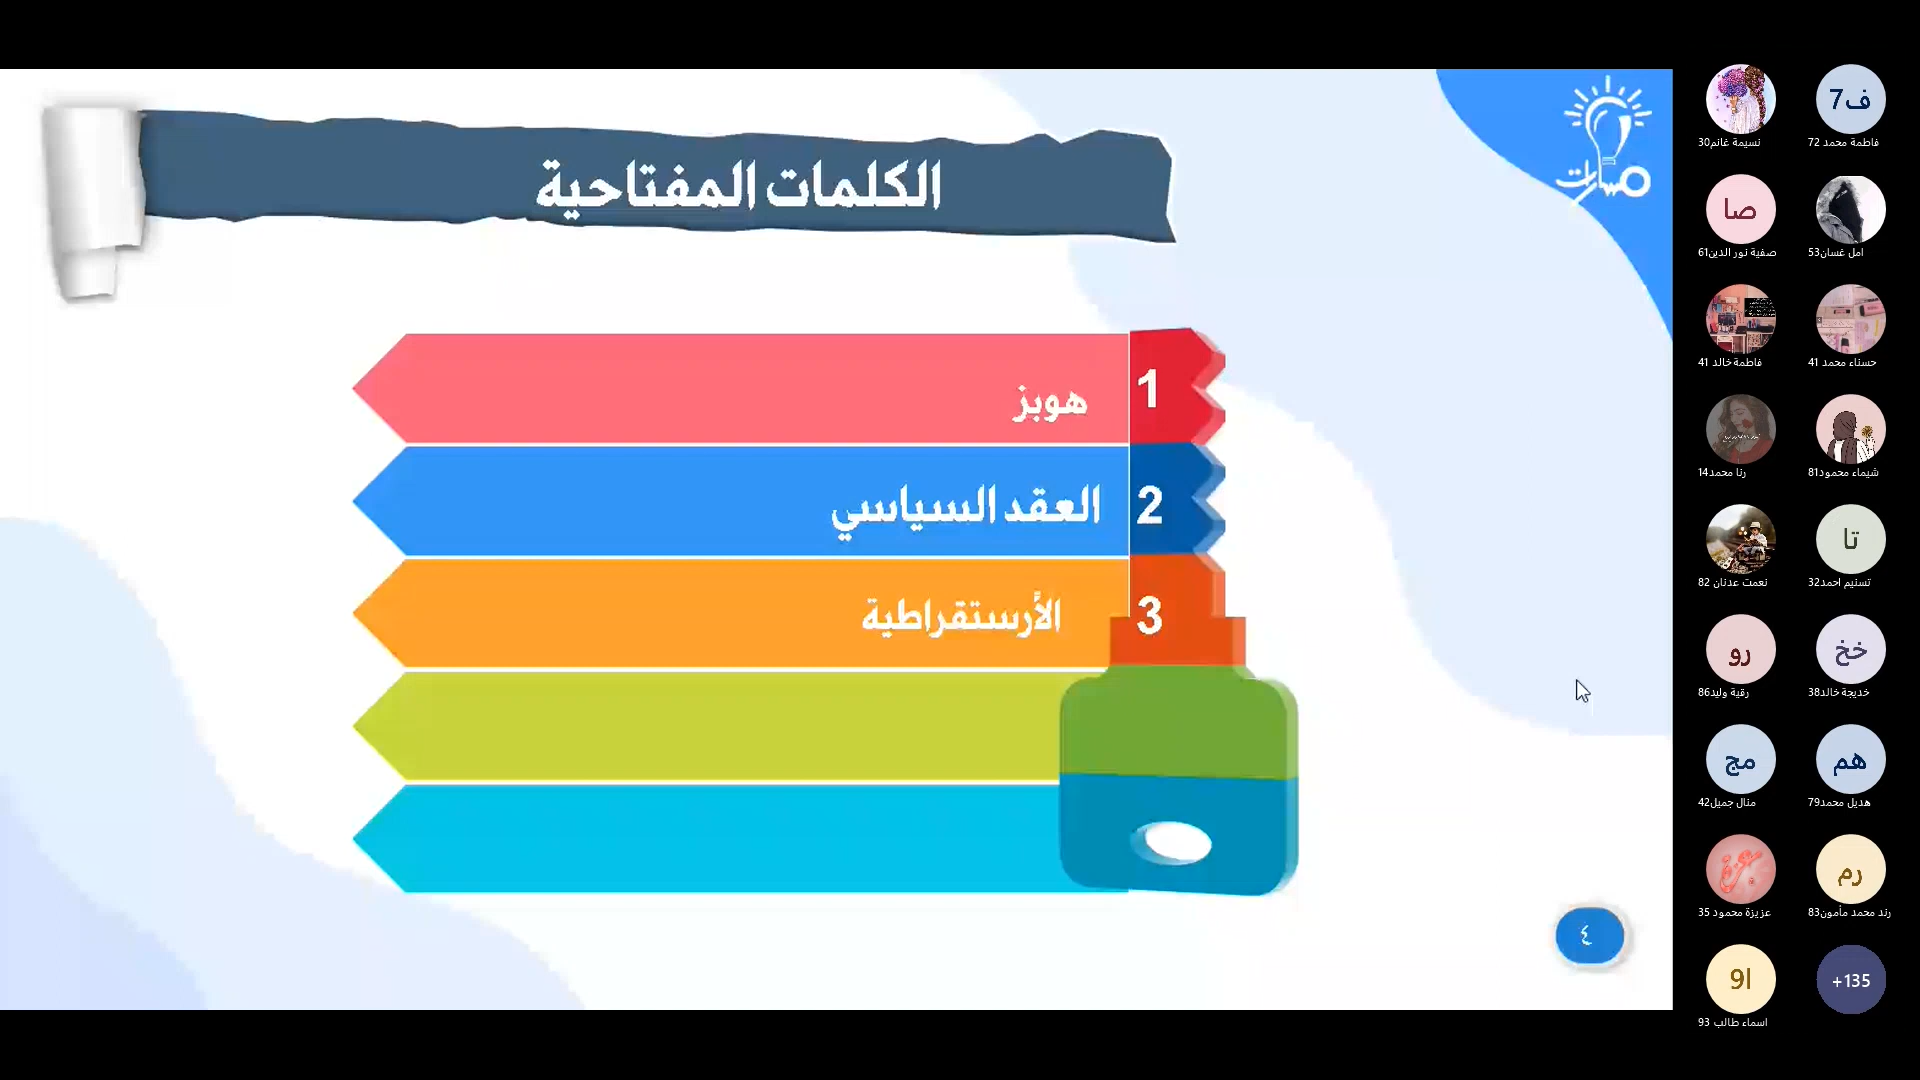 الكلمات المفتاحية
مسارات
1
هوبز
2
العقد السياسي
3
الأرستقراطية
٤
نسيمة غانم30
ف7
فاطمة محمد 72
صا
صفية نور الدين61
امل غسان53
فاطمةخالد 41
حسناء محمد 41
رنا محمد14
شيماء محمود81
نعمت عدنان 82
تا
تسنيم احمد32
رو
رقية وليد86
خخ
خديجة خالد38
مج
منال جميل42
هم
هديل محمد79
عزيزة محمود 35
رم
رند محمد مأمون83
ا9
اسماء طالب 93
+135